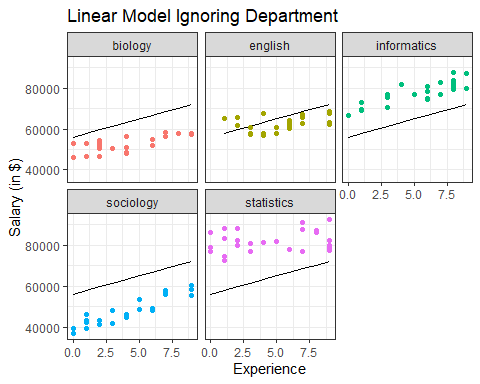 Linear Model Ignoring Department
biology english informatics
80000
60000
40000
0.0 2.5 5.0 7.5
sociology statistics
80000
60000
40000
0.0 2.5 5.0 7.5 0.0 2.5 5.0 7.5
Experience
Salary (in $)